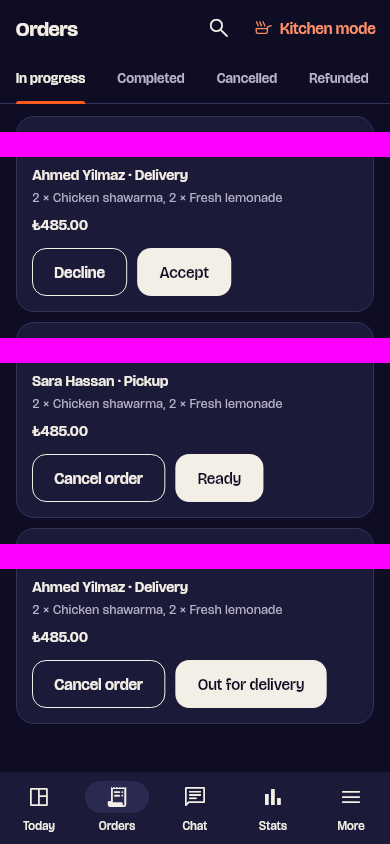 Orders
Kitchen mode
In progress
Completed
Cancelled
Refunded
Ahmed Yilmaz · Delivery
2 × Chicken shawarma, 2 × Fresh lemonade
₺485.00
Decline
Accept
Sara Hassan · Pickup
2 × Chicken shawarma, 2 × Fresh lemonade
₺485.00
Cancel order
Ready
Ahmed Yilmaz · Delivery
2 × Chicken shawarma, 2 × Fresh lemonade
₺485.00
Cancel order
Out for delivery
Today
Orders
Chat
Stats
More